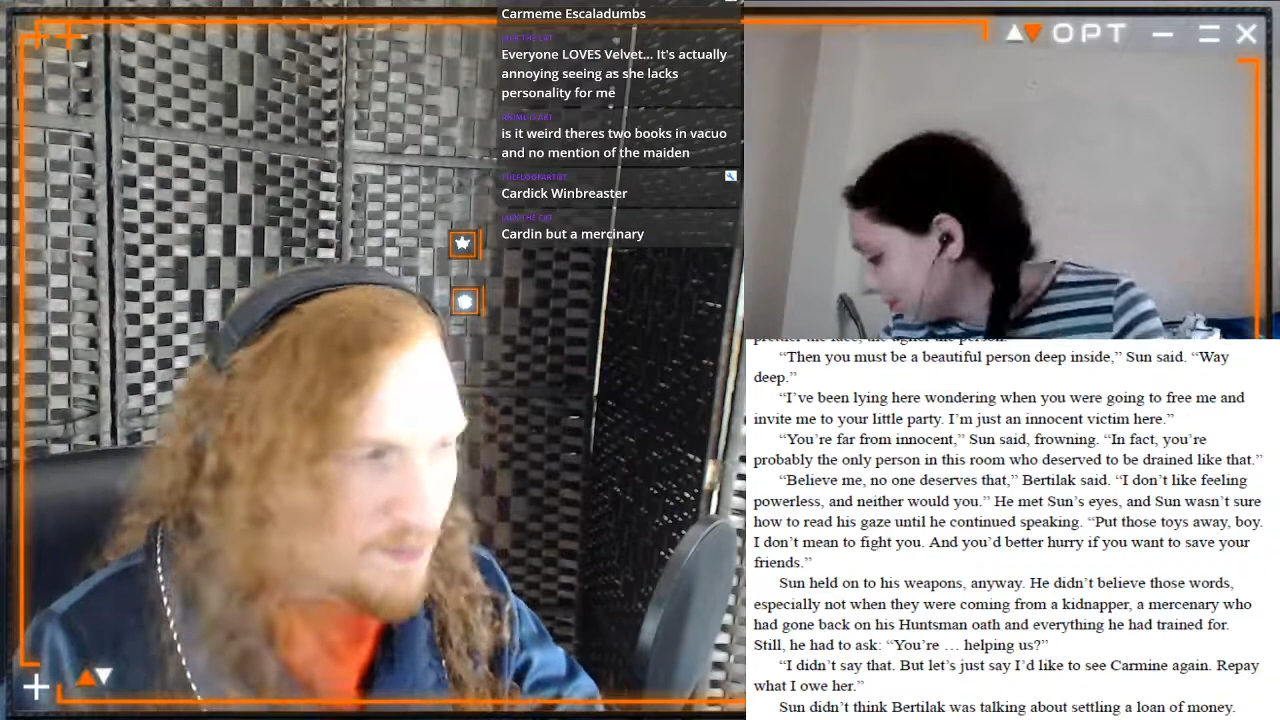 Carmeme Escaladumbs
Everyone LOVES Velvet... It's actually
annoying seeing as she lacks
personality for me
is it weird theres two books in vacuo
and no mention of the maiden
Cardick Winbreaster
Cardin but a mercinary
OPT
“Then you must be a beautiful person deep inside,” Sun said. “Way
deep.”
“I’ve been lying here wondering when you were going to free me and
invite me to your little party. I’m just an innocent victim here.”
“You’re far from innocent,” Sun said, frowning. “In fact, you’re
probably the only person in this room who deserved to be drained like that.”
“Believe me, no one deserves that,” Bertilak said. “I don’t like feeling
powerless, and neither would you.” He met Sun’s eyes, and Sun wasn’t sure
how to read his gaze until he continued speaking. “Put those toys away, boy.
I don’t mean to fight you. And you’d better hurry if you want to save your
friends.”
Sun held on to his weapons, anyway. He didn’t believe those words,
especially not when they were coming from a kidnapper, a mercenary who
had gone back on his Huntsman oath and everything he had trained for.
Still, he had to ask: “You’re … helping us?”
“I didn’t say that. But let’s just say I’d like to see Carmine again. Repay
what I owe her.”
Sun didn’t think Bertilak was talking about settling a loan of money.